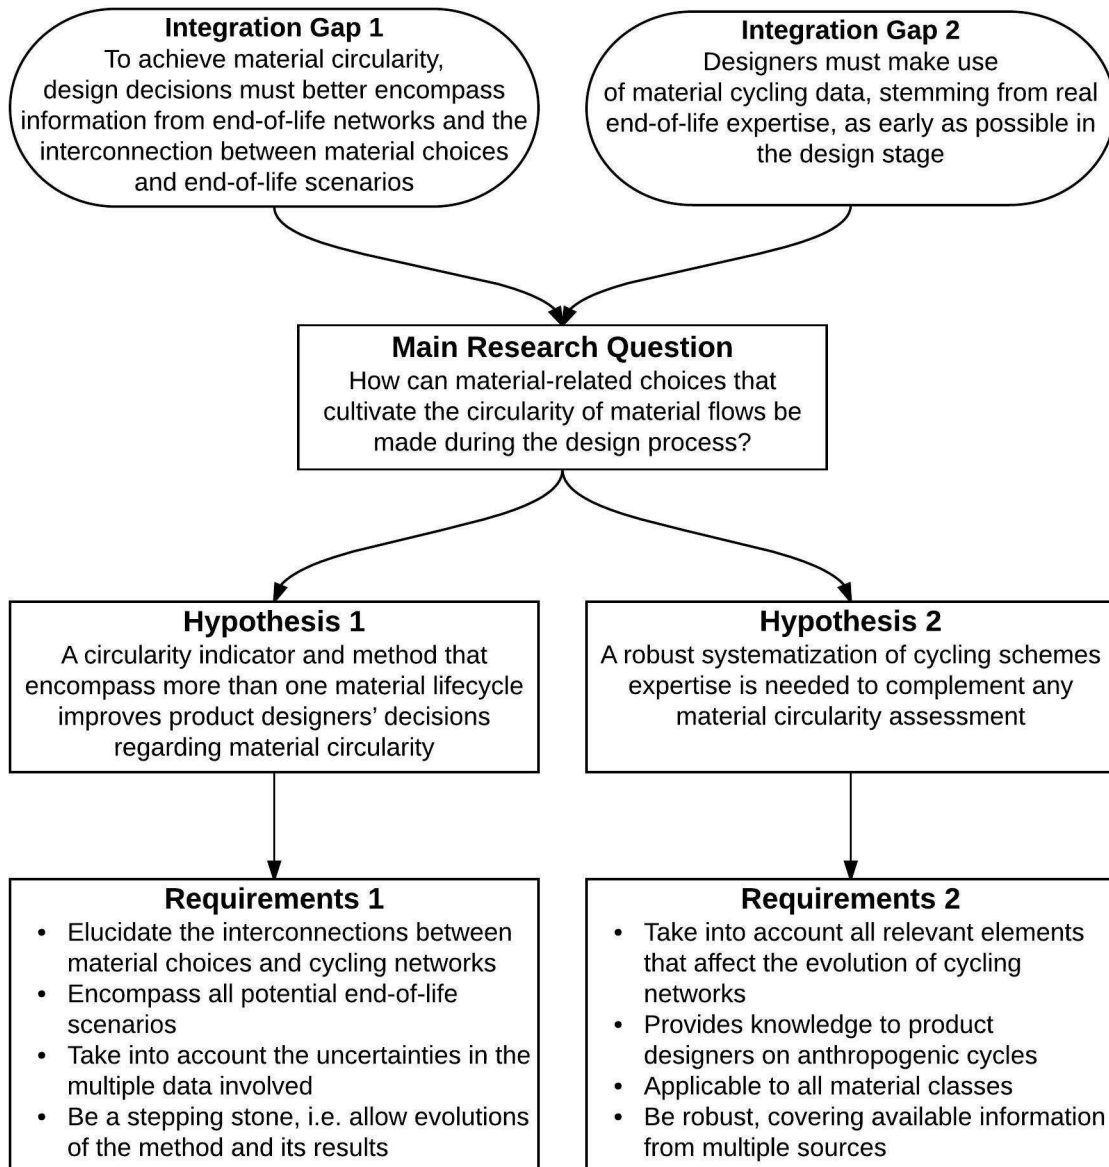 Integration Gap 1
To achieve material circularity,
design decisions must better encompass
information from end-of-life networks and the
interconnection between material choices
and end-of-life scenarios
Integration Gap 2
Designers must make use
of material cycling data, stemming from real
end-of-life expertise, as early as possible in
the design stage
Main Research Question
How can material-related choices that
cultivate the circularity of material flows be
made during the design process?
Hypothesis 1
A circularity indicator and method that
encompass more than one material lifecycle
improves product designers’ decisions
regarding material circularity
Hypothesis 2
A robust systematization of cycling schemes
expertise is needed to complement any
material circularity assessment
Requirements 1
• Elucidate the interconnections between
material choices and cycling networks
• Encompass all potential end-of-life
scenarios
• Take into account the uncertainties in the
multiple data involved
• Be a stepping stone, i.e. allow evolutions
of the method and its results
Requirements 2
• Take into account all relevant elements
that affect the evolution of cycling
networks
• Provides knowledge to product
designers on anthropogenic cycles
• Applicable to all material classes
• Be robust, covering available information
from multiple sources